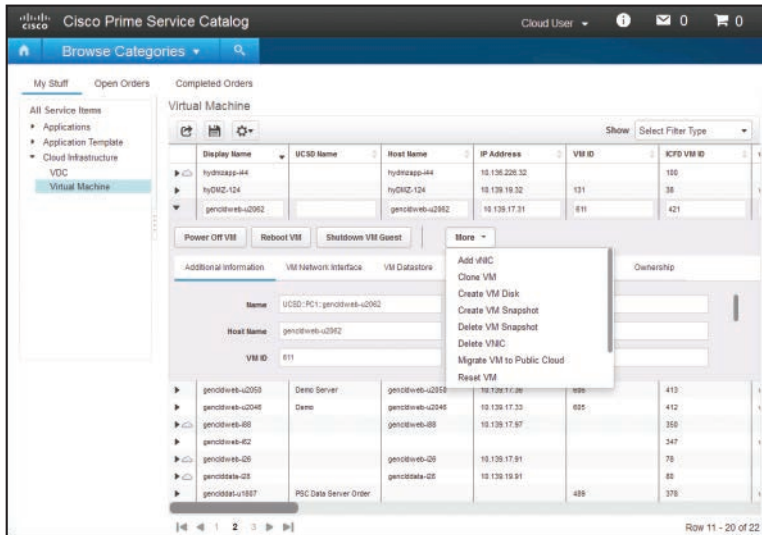 cisco Cisco Prime Service Catalog Cloud User 0 0
Browse Categories
My Stuff Open Orders Completed Orders
All Service Items
Applications
Application Template
Cloud Infrastructure
VDC
Virtual Machine
Virtual Machine
Show Select Filter Type
Display Name UCSD Name Host Name IP Address VM ID ICFD VM ID
hydmzapp-i44 hydmzapp-i44 10.136.226.32 100
hyDMZ-124 hyDMZ-124 10.139.19.32 131 38
gencldweb-u2062 gencldweb-u2062 10.139.17.31 611 421
Power Off VM Reboot VM Shutdown VM Guest More
Additional Information VM Network Interface VM Datastore Ownership
Add vNIC
Clone VM
Create VM Disk
Create VM Snapshot
Delete VM Snapshot
Delete VNIC
Migrate VM to Public Cloud
Reset VM
Name UCSD::PC1::gencldweb-u2062
Host Name gencldweb-u2062
VM ID 611
gencldweb-u2050 Demo Server gencldweb-u2050 413
gencldweb-u2046 Demo gencldweb-u2046 10.139.17.33 605 412
gencldweb-i88 gencldweb-i88 10.139.17.97 350
gencldweb-i62 347
gencldweb-i26 gencldweb-i26 10.139.17.91 78
genclddata-i28 genclddata-i28 10.139.19.91 80
genclddat-u1807 PSC Data Server Order 489 378
1 2 3 Row 11 - 20 of 22